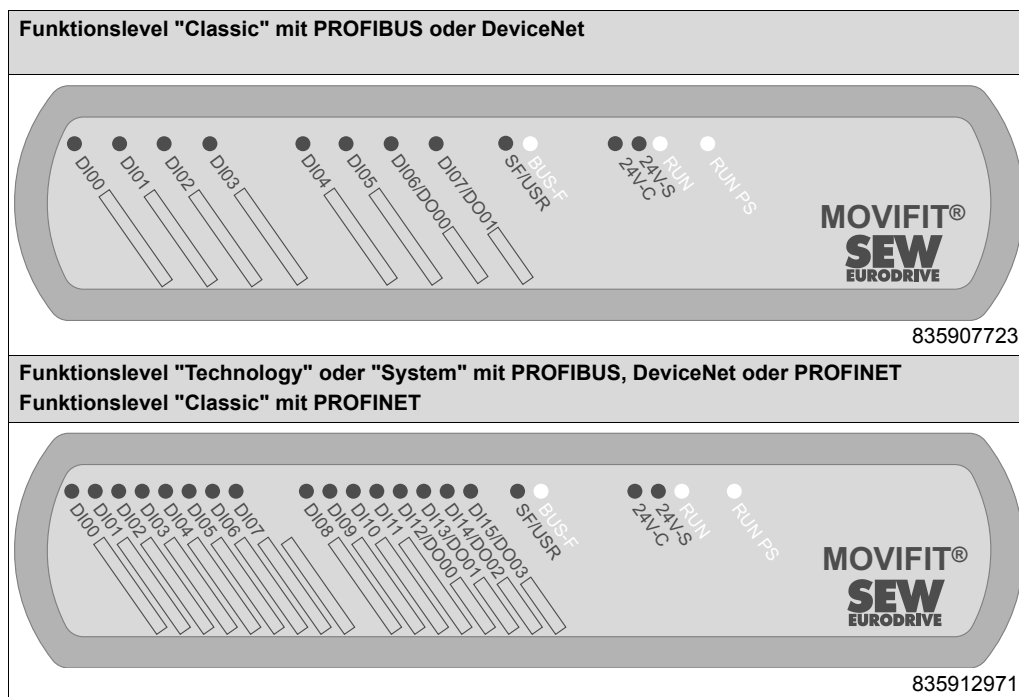 Funktionslevel "Classic" mit PROFIBUS oder DeviceNet
DI00
DI01
DI02
DI03
DI04
DI05
DI06/DO00
DI07/DO01
SF/USR
BUS-F
24V-C
24V-S
RUN
RUN PS
MOVIFIT®
SEW
EURODRIVE
835907723
Funktionslevel "Technology" oder "System" mit PROFIBUS, DeviceNet oder PROFINET
Funktionslevel "Classic" mit PROFINET
DI00
DI01
DI02
DI03
DI04
DI05
DI06
DI07
DI08
DI09
DI10
DI11
DI12/DO00
DI13/DO01
DI14/DO02
DI15/DO03
SF/USR
BUS-F
24V-C
24V-S
RUN
RUN PS
MOVIFIT®
SEW
EURODRIVE
835912971